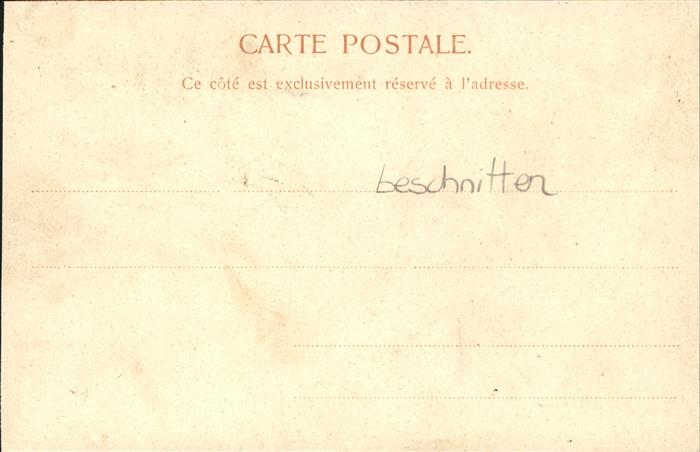 CARTE POSTALE.
Ce côté est exclusivement réservé à l'adresse.
beschnitten